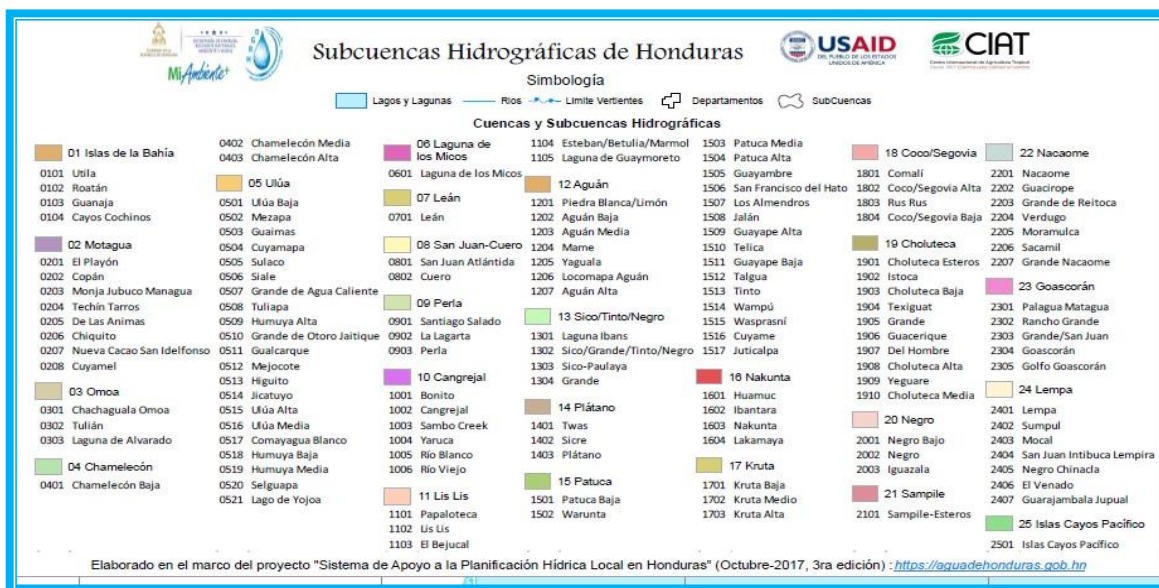 MiAmbiente+
Subcuencas Hidrográficas de Honduras
USAID
DEL PUEBLO DE LOS ESTADOS
UNIDOS DE AMÉRICA
CIAT
Centro Internacional de Agricultura Tropical
Simbología
Lagos y Lagunas
Rios
Limite Vertientes
Departamentos
SubCuencas
Cuencas y Subcuencas Hidrográficas
01 Islas de la Bahía
0101 Utila
0102 Roatán
0103 Guanaja
0104 Cayos Cochinos
02 Motagua
0201 El Playón
0202 Copán
0203 Monja Jubuco Managua
0204 Techín Tarros
0205 De Las Animas
0206 Chiquito
0207 Nueva Cacao San Idelfonso
0208 Cuyamel
03 Omoa
0301 Chachaguala Omoa
0302 Tulián
0303 Laguna de Alvarado
04 Chamelecón
0401 Chamelecón Baja
0402 Chamelecón Media
0403 Chamelecón Alta
05 Ulúa
0501 Ulúa Baja
0502 Mezapa
0503 Guaimas
0504 Cuyamapa
0505 Sulaco
0506 Siale
0507 Grande de Agua Caliente
0508 Tuliapa
0509 Humuya Alta
0510 Grande de Otoro Jaitique
0511 Gualcarque
0512 Mejocote
0513 Higuito
0514 Jicatuyo
0515 Ulúa Alta
0516 Ulúa Media
0517 Comayagua Blanco
0518 Humuya Baja
0519 Humuya Media
0520 Selguapa
0521 Lago de Yojoa
06 Laguna de
los Micos
0601 Laguna de los Micos
07 Leán
0701 Leán
08 San Juan-Cuero
0801 San Juan Atlántida
0802 Cuero
09 Perla
0901 Santiago Salado
0902 La Lagarta
0903 Perla
10 Cangrejal
1001 Bonito
1002 Cangrejal
1003 Sambo Creek
1004 Yaruca
1005 Río Blanco
1006 Río Viejo
11 Lis Lis
1101 Papaloteca
1102 Lis Lis
1103 El Bejucal
1104 Esteban/Betulia/Marmol
1105 Laguna de Guaymoreto
12 Aguán
1201 Piedra Blanca/Limón
1202 Aguán Baja
1203 Aguán Media
1204 Mame
1205 Yaguala
1206 Locomapa Aguán
1207 Aguán Alta
13 Sico/Tinto/Negro
1301 Laguna Ibans
1302 Sico/Grande/Tinto/Negro
1303 Sico-Paulaya
1304 Grande
14 Plátano
1401 Twas
1402 Sicre
1403 Plátano
15 Patuca
1501 Patuca Baja
1502 Warunta
1503 Patuca Media
1504 Patuca Alta
1505 Guayambre
1506 San Francisco del Hato
1507 Los Almendros
1508 Jalán
1509 Guayape Alta
1510 Telica
1511 Guayape Baja
1512 Talgua
1513 Tinto
1514 Wampú
1515 Wasprasní
1516 Cuyame
1517 Juticalpa
16 Nakunta
1601 Huamuc
1602 Ibantara
1603 Nakunta
1604 Lakamaya
17 Kruta
1701 Kruta Baja
1702 Kruta Medio
1703 Kruta Alta
18 Coco/Segovia
1801 Comalí
1802 Coco/Segovia Alta
1803 Rus Rus
1804 Coco/Segovia Baja
19 Choluteca
1901 Choluteca Esteros
1902 Istoca
1903 Choluteca Baja
1904 Texiguat
1905 Grande
1906 Guacerique
1907 Del Hombre
1908 Choluteca Alta
1909 Yeguare
1910 Choluteca Media
20 Negro
2001 Negro Bajo
2002 Negro
2003 Iguazala
21 Sampile
2101 Sampile-Esteros
22 Nacaome
2201 Nacaome
2202 Guacirope
2203 Grande de Reitoca
2204 Verdugo
2205 Moramulca
2206 Sacamil
2207 Grande Nacaome
23 Goascorán
2301 Palagua Matagua
2302 Rancho Grande
2303 Grande/San Juan
2304 Goascorán
2305 Golfo Goascorán
24 Lempa
2401 Lempa
2402 Sumpul
2403 Mocal
2404 San Juan Intibuca Lempira
2405 Negro Chinacla
2406 El Venado
2407 Guarajambala Jupual
25 Islas Cayos Pacífico
2501 Islas Cayos Pacífico
Elaborado en el marco del proyecto "Sistema de Apoyo a la Planificación Hídrica Local en Honduras" (Octubre-2017, 3ra edición) : https://aguadehonduras.gob.hn